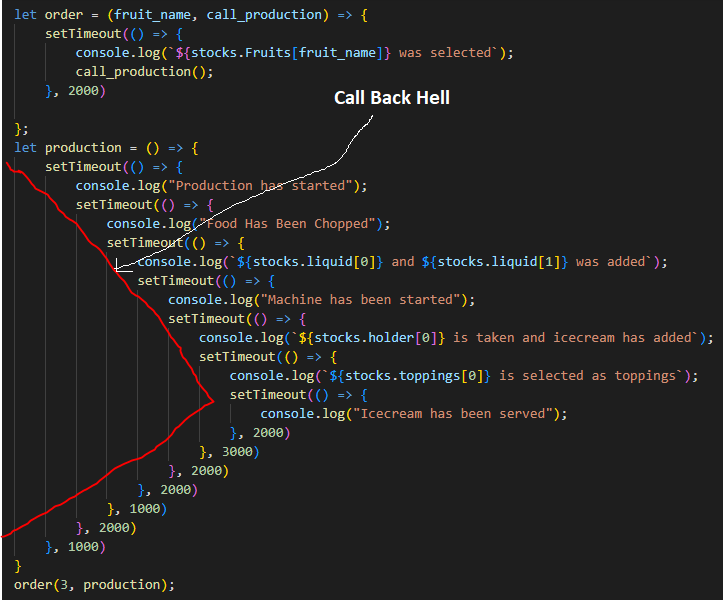 let order = (fruit_name, call_production) => {
    setTimeout(() => {
        console.log(`${stocks.Fruits[fruit_name]} was selected`);
        call_production();
    }, 2000)
Call Back Hell
};
let production = () => {
    setTimeout(() => {
        console.log("Production has started");
        setTimeout(() => {
            console.log("Food Has Been Chopped");
            setTimeout(() => {
                console.log(`${stocks.liquid[0]} and ${stocks.liquid[1]} was added`);
                setTimeout(() => {
                    console.log("Machine has been started");
                    setTimeout(() => {
                        console.log(`${stocks.holder[0]} is taken and icecream has added`);
                        setTimeout(() => {
                            console.log(`${stocks.toppings[0]} is selected as toppings`);
                            setTimeout(() => {
                                console.log("Icecream has been served");
                            }, 2000)
                        }, 3000)
                    }, 2000)
                }, 2000)
            }, 1000)
        }, 2000)
    }, 1000)
}
order(3, production);